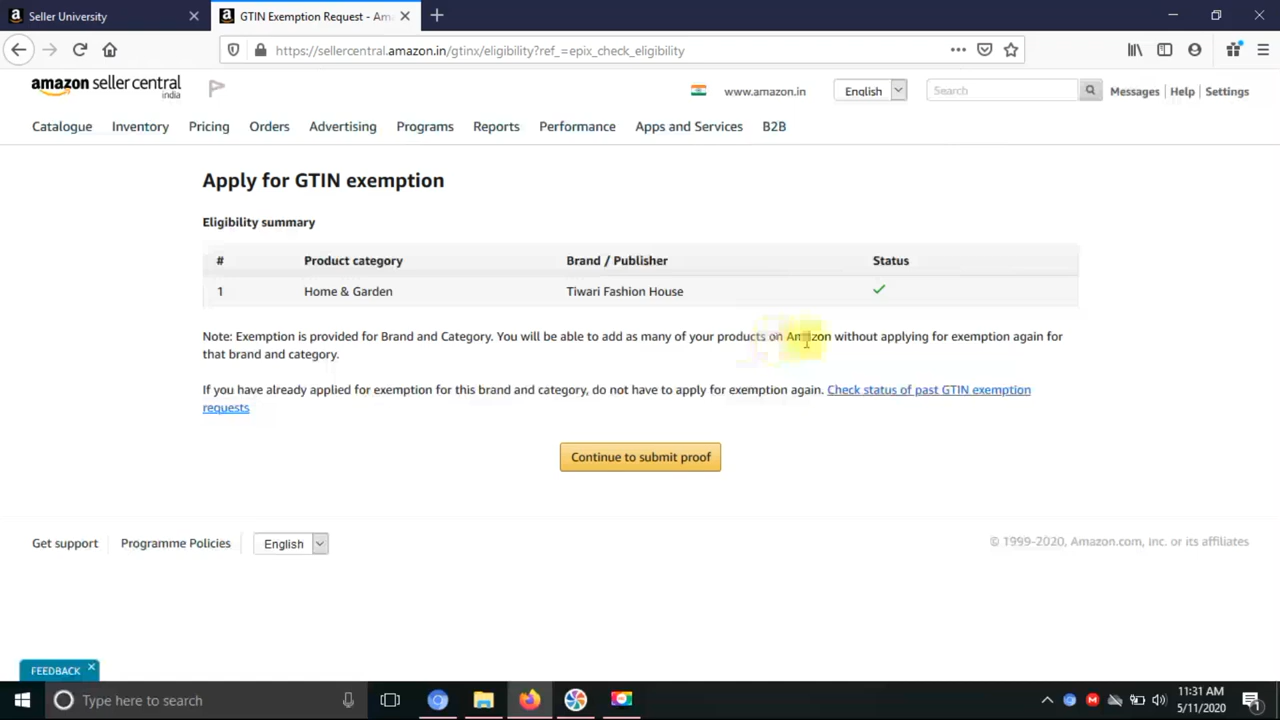 Seller University
GTIN Exemption Request - Am
https://sellercentral.amazon.in/gtinx/eligibility?ref_=epix_check_eligibility
amazon seller central
india
www.amazon.in
English
Search
Messages | Help | Settings
Catalogue Inventory Pricing Orders Advertising Programs Reports Performance Apps and Services B2B
Apply for GTIN exemption
Eligibility summary
# Product category Brand / Publisher Status
1 Home & Garden Tiwari Fashion House
Note: Exemption is provided for Brand and Category. You will be able to add as many of your products on Amazon without applying for exemption again for
that brand and category.
If you have already applied for exemption for this brand and category, do not have to apply for exemption again. Check status of past GTIN exemption
requests
Continue to submit proof
Get support Programme Policies English
© 1999-2020, Amazon.com, Inc. or its affiliates
FEEDBACK
Type here to search
11:31 AM
5/11/2020